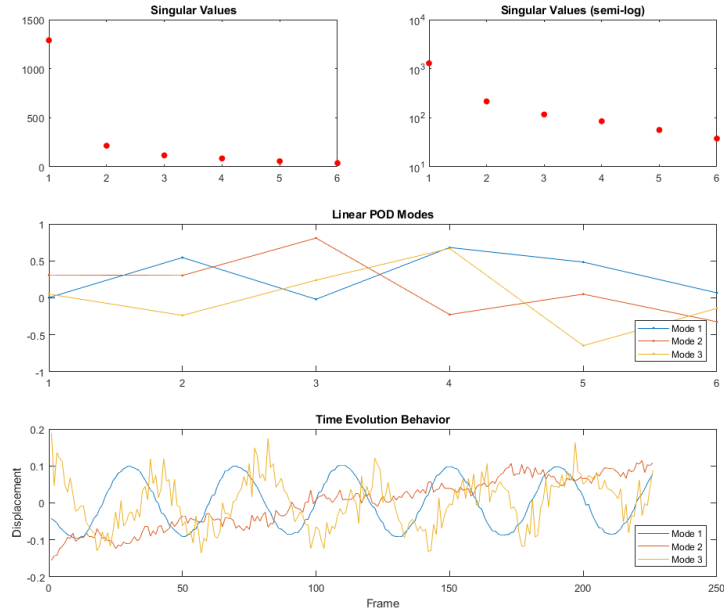 Singular Values
1500
1000
500
0
1 2 3 4 5 6
Singular Values (semi-log)
10^4
10^3
10^2
10^1
1 2 3 4 5 6
Linear POD Modes
1
0.5
0
-0.5
-1
Mode 1
Mode 2
Mode 3
1 2 3 4 5 6
Time Evolution Behavior
Displacement
0.2
0.1
0
-0.1
-0.2
Mode 1
Mode 2
Mode 3
0 50 100 150 200 250
Frame